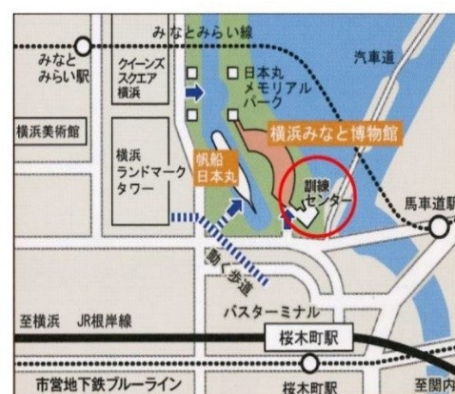 みなとみらい線
みなと
みらい駅
クイーンズ
スクエア
横浜
日本丸
メモリアル
パーク
汽車道
横浜美術館
横浜
ランドマーク
タワー
帆船
日本丸
横浜みなと博物館
訓練
センター
馬車道駅
動く歩道
バスターミナル
至横浜 JR根岸線
桜木町駅
市営地下鉄ブルーライン
桜木町駅
至関内